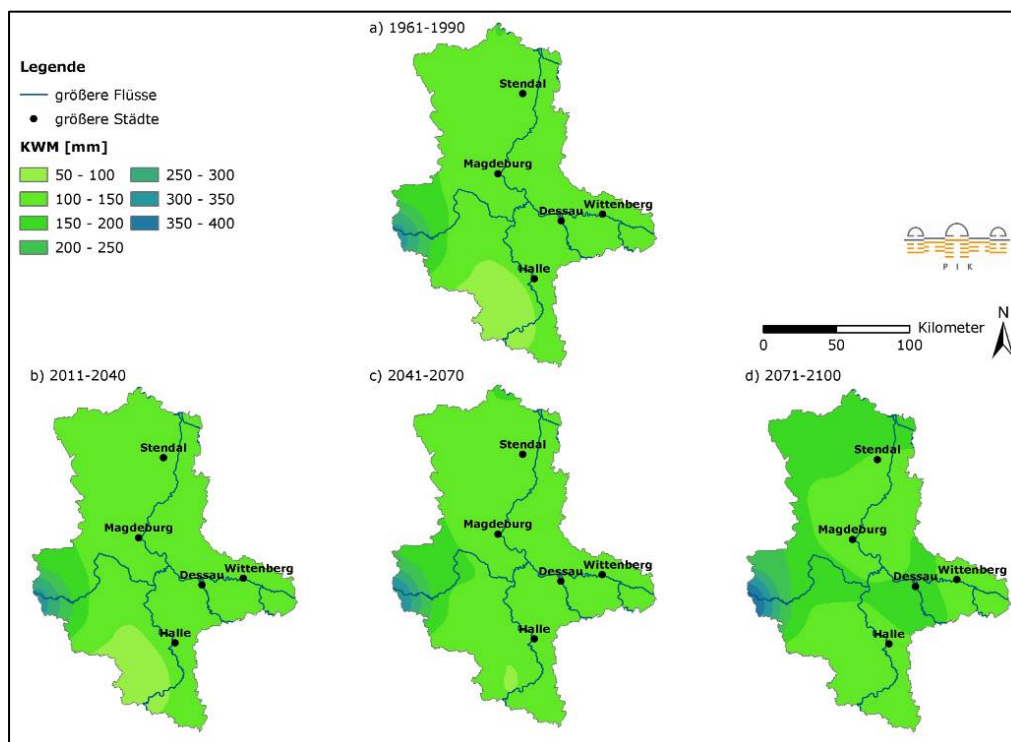 a) 1961-1990
Legende
größere Flüsse
größere Städte
KWM [mm]
50 - 100
250 - 300
100 - 150
300 - 350
150 - 200
350 - 400
200 - 250
Stendal
Magdeburg
Dessau
Wittenberg
Halle
P I K
N
Kilometer
0 50 100
b) 2011-2040
Stendal
Magdeburg
Dessau
Wittenberg
Halle
c) 2041-2070
Stendal
Magdeburg
Dessau
Wittenberg
Halle
d) 2071-2100
Stendal
Magdeburg
Dessau
Wittenberg
Halle